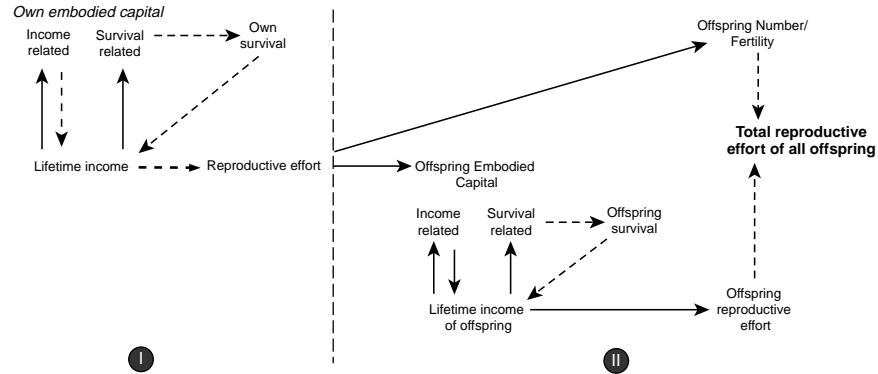 Own embodied capital
Income
related
Survival
related
Own
survival
Lifetime income
Reproductive effort
I
Offspring Number/
Fertility
Total reproductive
effort of all offspring
Offspring Embodied
Capital
Income
related
Survival
related
Offspring
survival
Lifetime income
of offspring
Offspring
reproductive
effort
II